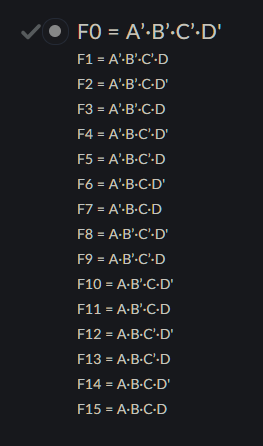 F0 = A’·B’·C’·D'
F1 = A’·B’·C’·D
F2 = A’·B’·C·D'
F3 = A’·B’·C·D
F4 = A’·B·C’·D'
F5 = A’·B·C’·D
F6 = A’·B·C·D'
F7 = A'·B·C·D
F8 = A·B’·C’·D'
F9 = A·B’·C’·D
F10 = A·B’·C·D'
F11 = A·B’·C·D
F12 = A·B·C’·D'
F13 = A·B·C’·D
F14 = A·B·C·D'
F15 = A·B·C·D